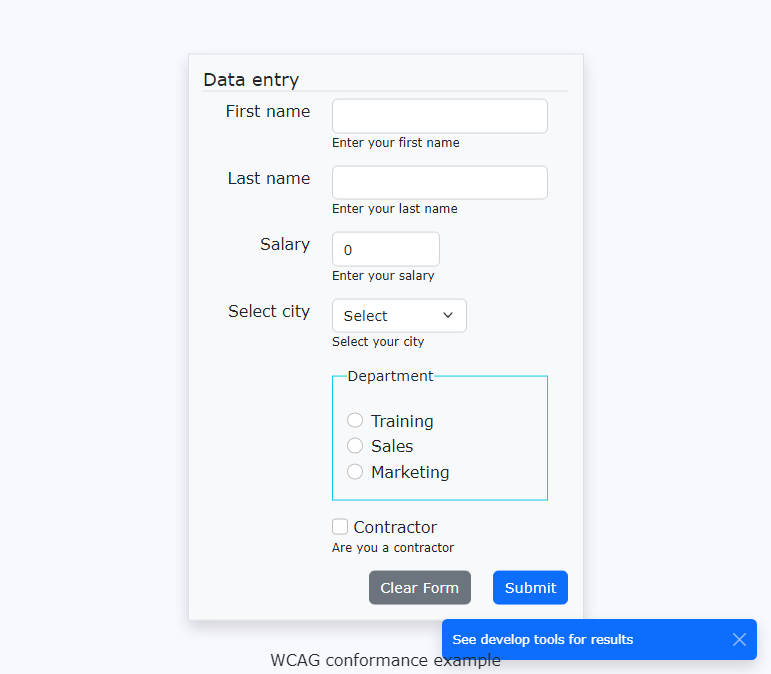 Data entry
First name
Enter your first name
Last name
Enter your last name
Salary
0
Enter your salary
Select city
Select
Select your city
Department
Training
Sales
Marketing
Contractor
Are you a contractor
Clear Form
Submit
See develop tools for results
WCAG conformance example